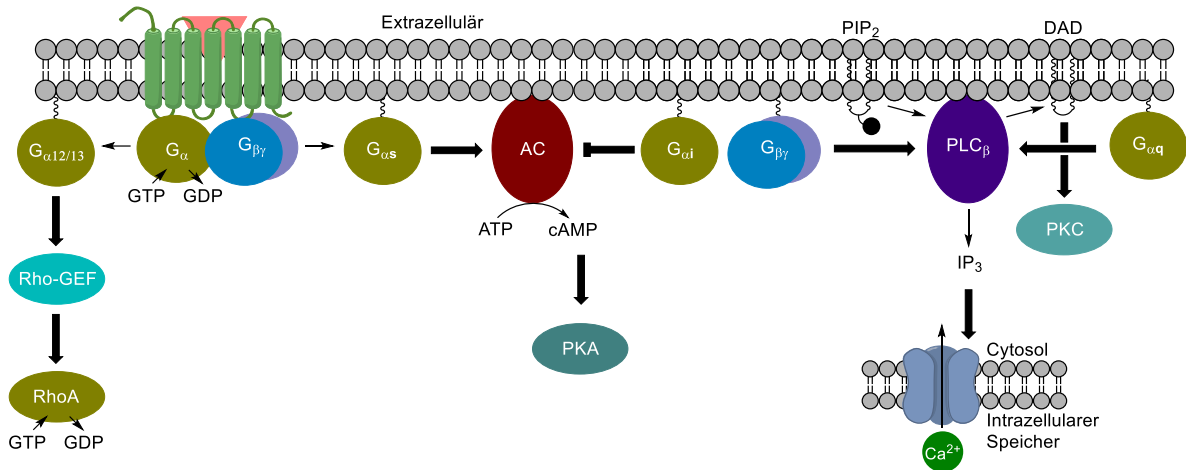 Extrazellulär
PIP₂
DAD
Gα12/13
Gα
Gβγ
Gαs
AC
Gαi
Gβγ
PLCβ
Gαq
GTP
GDP
ATP
cAMP
PKC
Rho-GEF
IP₃
PKA
Cytosol
RhoA
GTP
GDP
Intrazellularer
Speicher
Ca²⁺